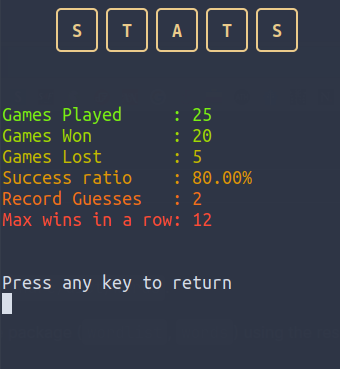 S T A T S
Games Played     : 25
Games Won        : 20
Games Lost       : 5
Success ratio    : 80.00%
Record Guesses   : 2
Max wins in a row: 12
Press any key to return